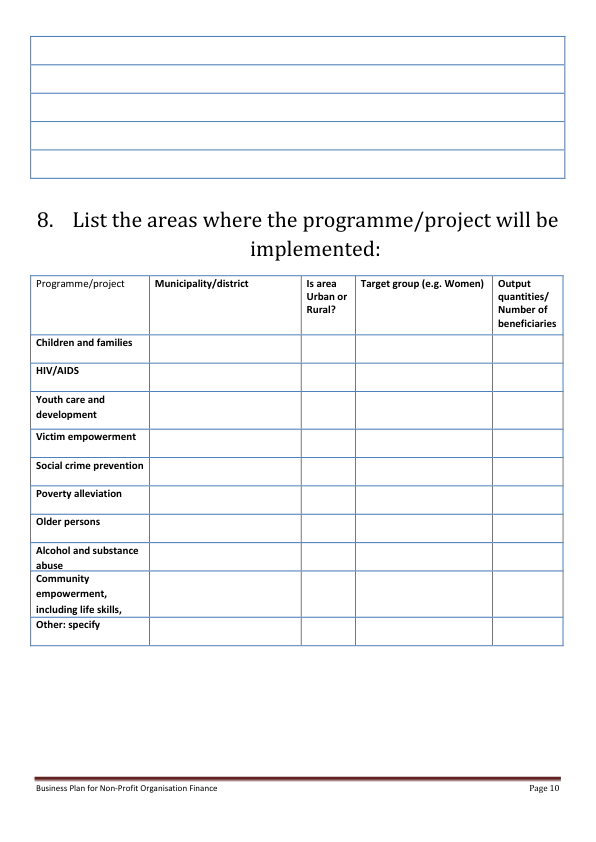 8. List the areas where the programme/project will be
implemented:
Programme/project
Municipality/district
Is area
Urban or
Rural?
Target group (e.g. Women)
Output
quantities/
Number of
beneficiaries
Children and families
HIV/AIDS
Youth care and
development
Victim empowerment
Social crime prevention
Poverty alleviation
Older persons
Alcohol and substance
abuse
Community
empowerment,
including life skills,
Other: specify
Business Plan for Non-Profit Organisation Finance
Page 10